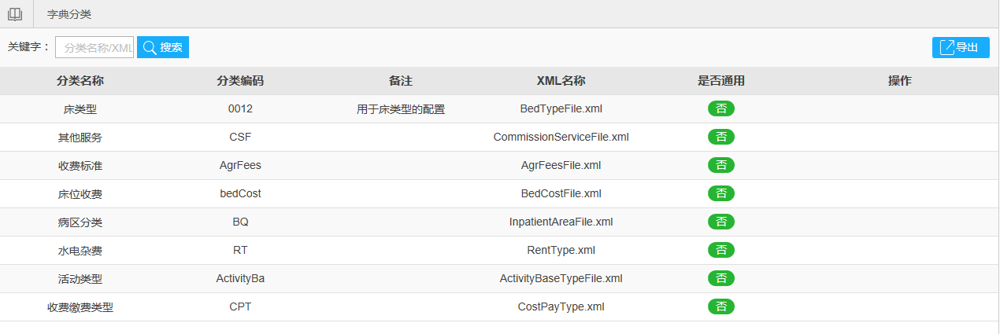 字典分类
关键字： 分类名称/XML 搜索 导出
分类名称 分类编码 备注 XML名称 是否通用 操作
床类型 0012 用于床类型的配置 BedTypeFile.xml 否
其他服务 CSF CommissionServiceFile.xml 否
收费标准 AgrFees AgrFeesFile.xml 否
床位收费 bedCost BedCostFile.xml 否
病区分类 BQ InpatientAreaFile.xml 否
水电杂费 RT RentType.xml 否
活动类型 ActivityBa ActivityBaseTypeFile.xml 否
收费缴费类型 CPT CostPayType.xml 否